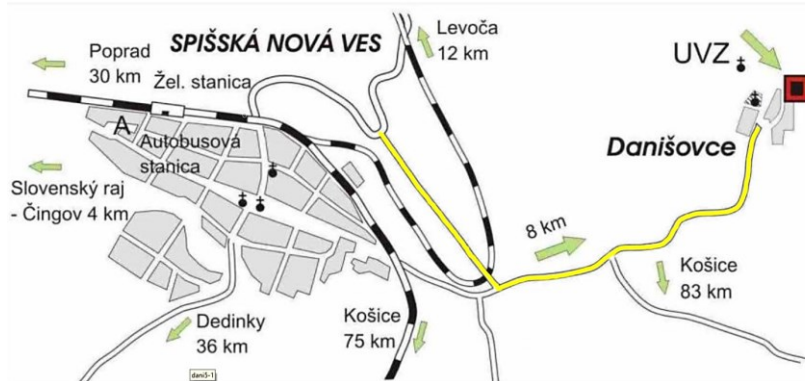 SPIŠSKÁ NOVÁ VES
Levoča
12 km
Poprad
30 km
Žel. stanica
UVZ
A
Autobusová
stanica
Danišovce
Slovenský raj
- Čingov 4 km
8 km
Košice
83 km
Dedinky
36 km
Košice
75 km
dani5-1